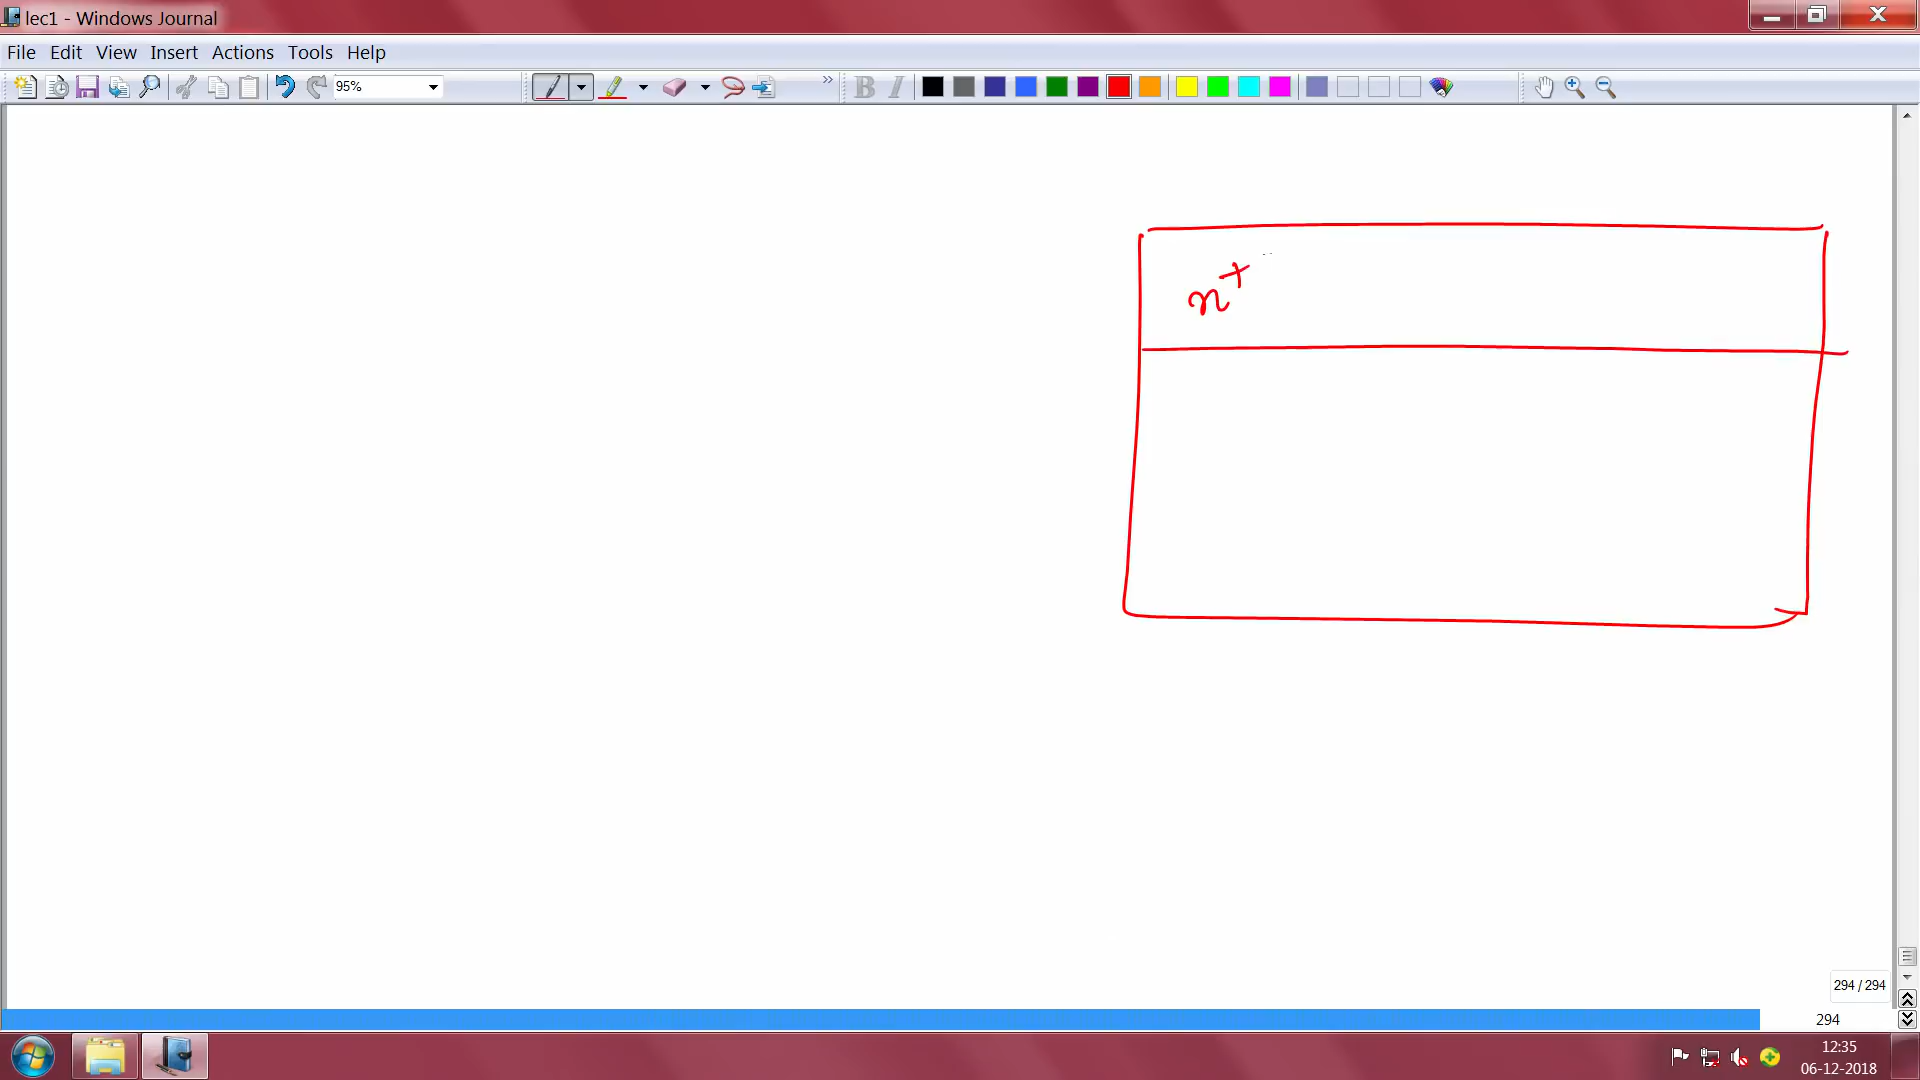 lec1 - Windows Journal
File Edit View Insert Actions Tools Help
95%
B I
n+
294 / 294
294
12:35
06-12-2018